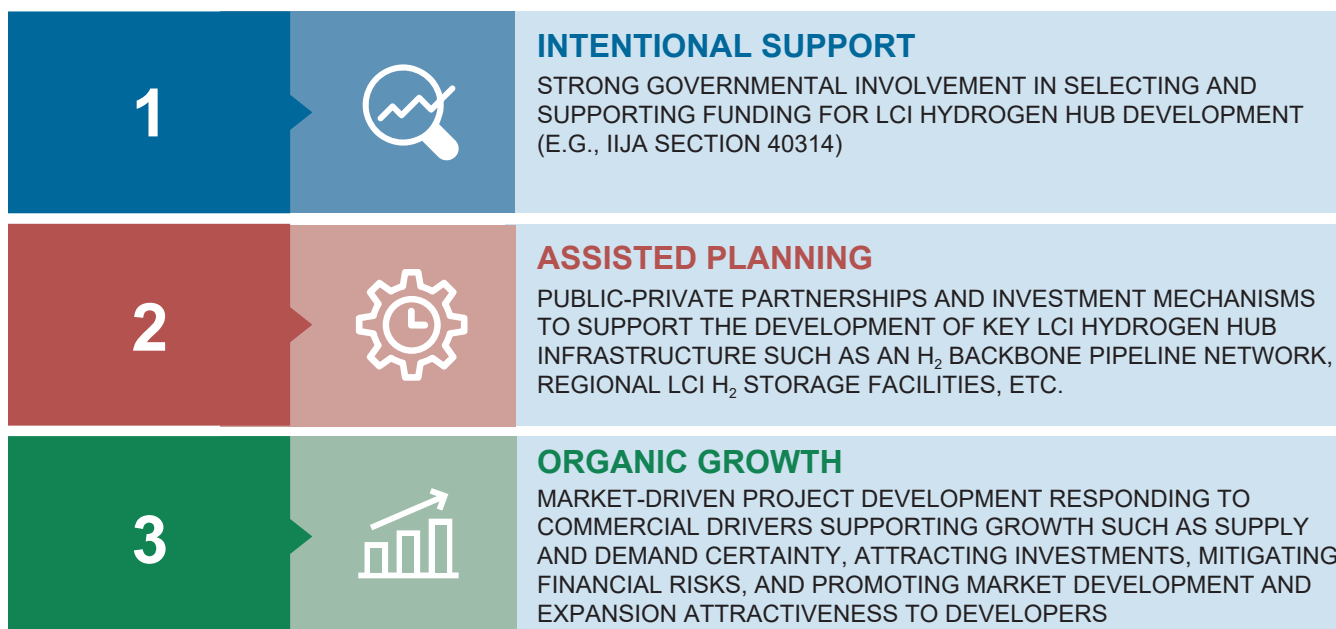 1
INTENTIONAL SUPPORT
STRONG GOVERNMENTAL INVOLVEMENT IN SELECTING AND
SUPPORTING FUNDING FOR LCI HYDROGEN HUB DEVELOPMENT
(E.G., IIJA SECTION 40314)
2
ASSISTED PLANNING
PUBLIC-PRIVATE PARTNERSHIPS AND INVESTMENT MECHANISMS
TO SUPPORT THE DEVELOPMENT OF KEY LCI HYDROGEN HUB
INFRASTRUCTURE SUCH AS AN H₂ BACKBONE PIPELINE NETWORK,
REGIONAL LCI H₂ STORAGE FACILITIES, ETC.
3
ORGANIC GROWTH
MARKET-DRIVEN PROJECT DEVELOPMENT RESPONDING TO
COMMERCIAL DRIVERS SUPPORTING GROWTH SUCH AS SUPPLY
AND DEMAND CERTAINTY, ATTRACTING INVESTMENTS, MITIGATING
FINANCIAL RISKS, AND PROMOTING MARKET DEVELOPMENT AND
EXPANSION ATTRACTIVENESS TO DEVELOPERS